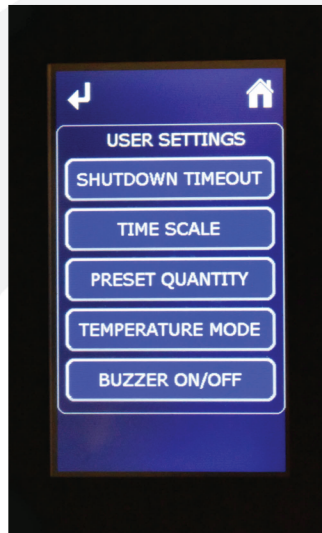 USER SETTINGS
SHUTDOWN TIMEOUT
TIME SCALE
PRESET QUANTITY
TEMPERATURE MODE
BUZZER ON/OFF